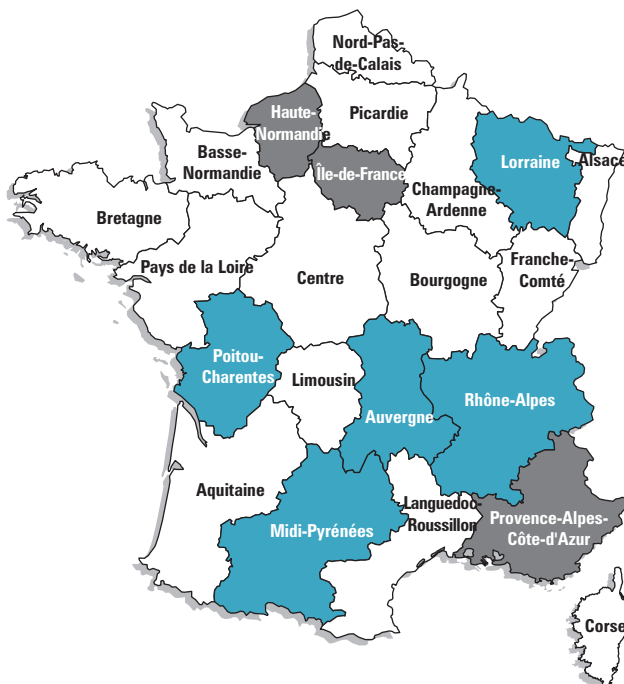 Nord-Pas-
de-Calais
Haute-
Normandie
Picardie
Basse-
Normandie
Île-de-France
Lorraine
Alsace
Champagne-
Ardenne
Bretagne
Pays de la Loire
Centre
Bourgogne
Franche-
Comté
Poitou-
Charentes
Limousin
Auvergne
Rhône-Alpes
Aquitaine
Midi-Pyrénées
Languedoc-
Roussillon
Provence-Alpes-
Côte-d'Azur
Corse